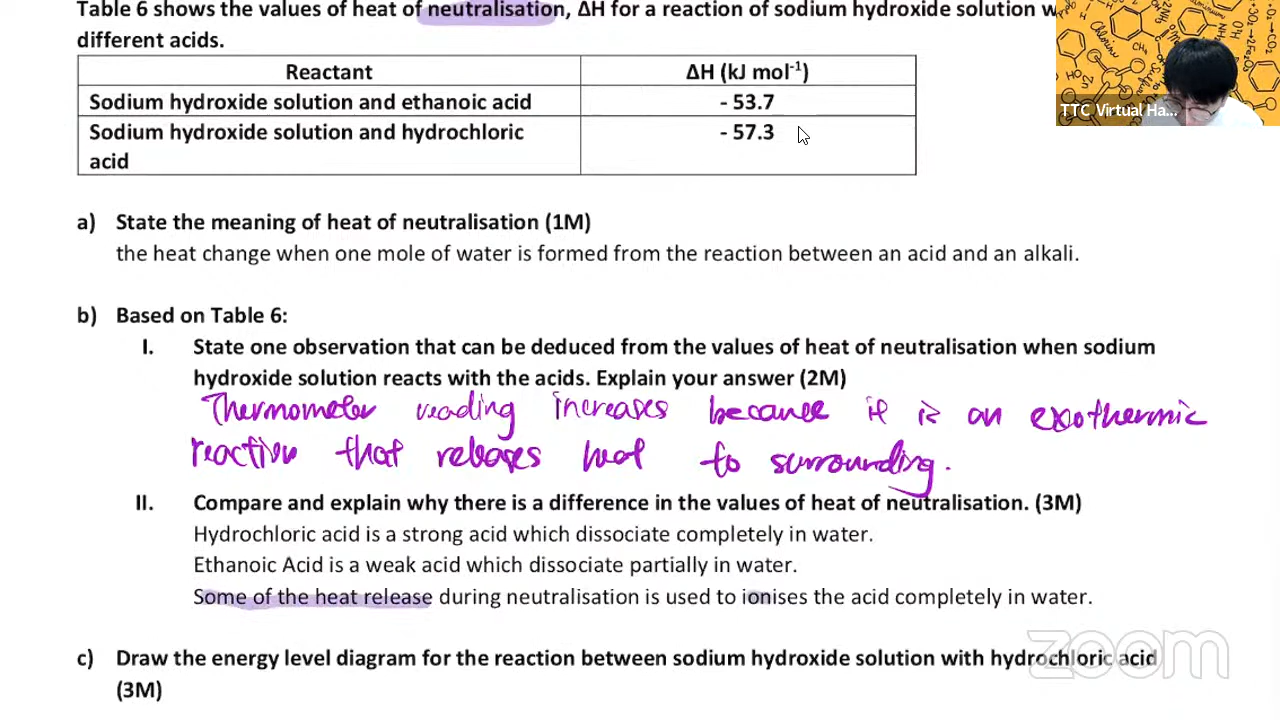 Table 6 shows the values of heat of neutralisation, ΔH for a reaction of sodium hydroxide solution w
different acids.
Reactant ΔH (kJ mol-1)
Sodium hydroxide solution and ethanoic acid - 53.7
Sodium hydroxide solution and hydrochloric - 57.3
acid
TTC Virtual Ha...
a) State the meaning of heat of neutralisation (1M)
the heat change when one mole of water is formed from the reaction between an acid and an alkali.
b) Based on Table 6:
I. State one observation that can be deduced from the values of heat of neutralisation when sodium
hydroxide solution reacts with the acids. Explain your answer (2M)
Thermometer reading increases because it is an exothermic
reaction that releases heat to surrounding.
II. Compare and explain why there is a difference in the values of heat of neutralisation. (3M)
Hydrochloric acid is a strong acid which dissociate completely in water.
Ethanoic Acid is a weak acid which dissociate partially in water.
Some of the heat release during neutralisation is used to ionises the acid completely in water.
zoom
c) Draw the energy level diagram for the reaction between sodium hydroxide solution with hydrochloric acid
(3M)